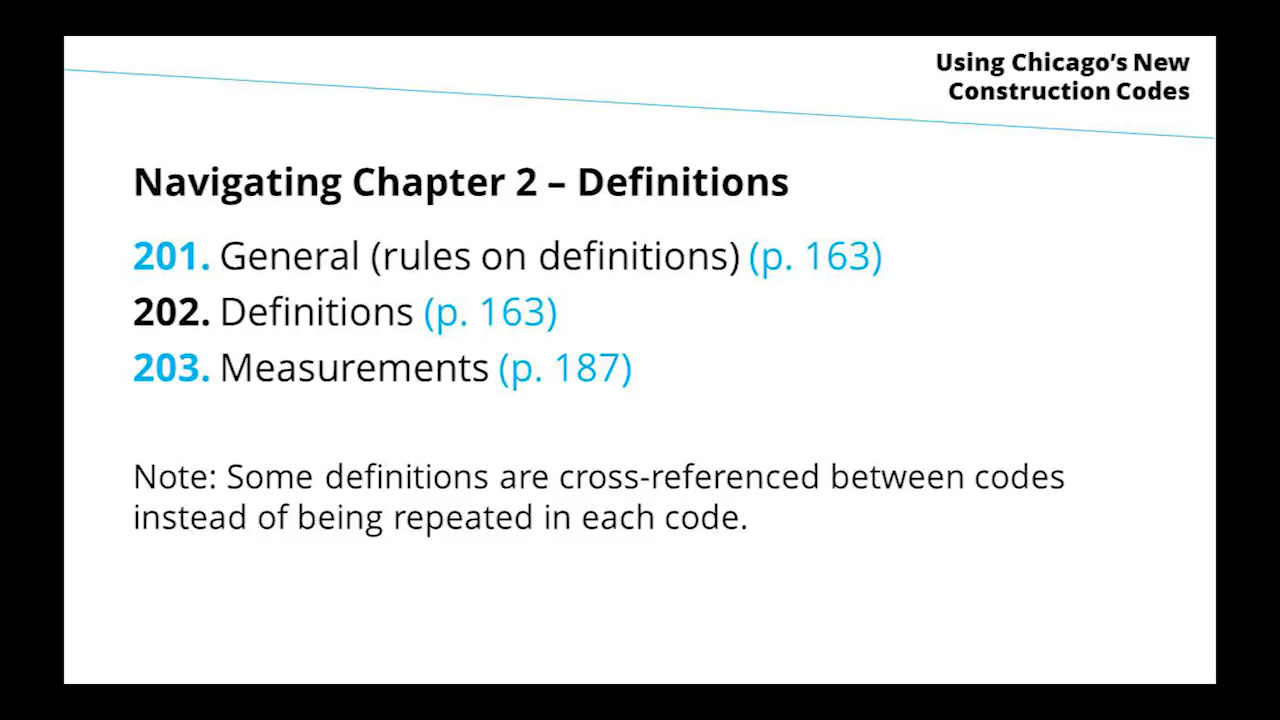 Using Chicago’s New
Construction Codes
Navigating Chapter 2 – Definitions
201. General (rules on definitions) (p. 163)
202. Definitions (p. 163)
203. Measurements (p. 187)
Note: Some definitions are cross-referenced between codes
instead of being repeated in each code.